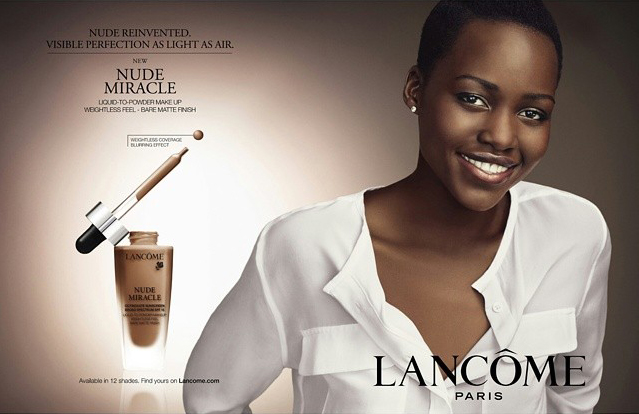 NUDE REINVENTED.
VISIBLE PERFECTION AS LIGHT AS AIR.
NEW
NUDE
MIRACLE
LIQUID-TO-POWDER MAKE UP
WEIGHTLESS FEEL - BARE MATTE FINISH
WEIGHTLESS COVERAGE
BLURRING EFFECT
LANCÔME
NUDE
MIRACLE
Available in 12 shades. Find yours on Lancome.com
LANCÔME
PARIS